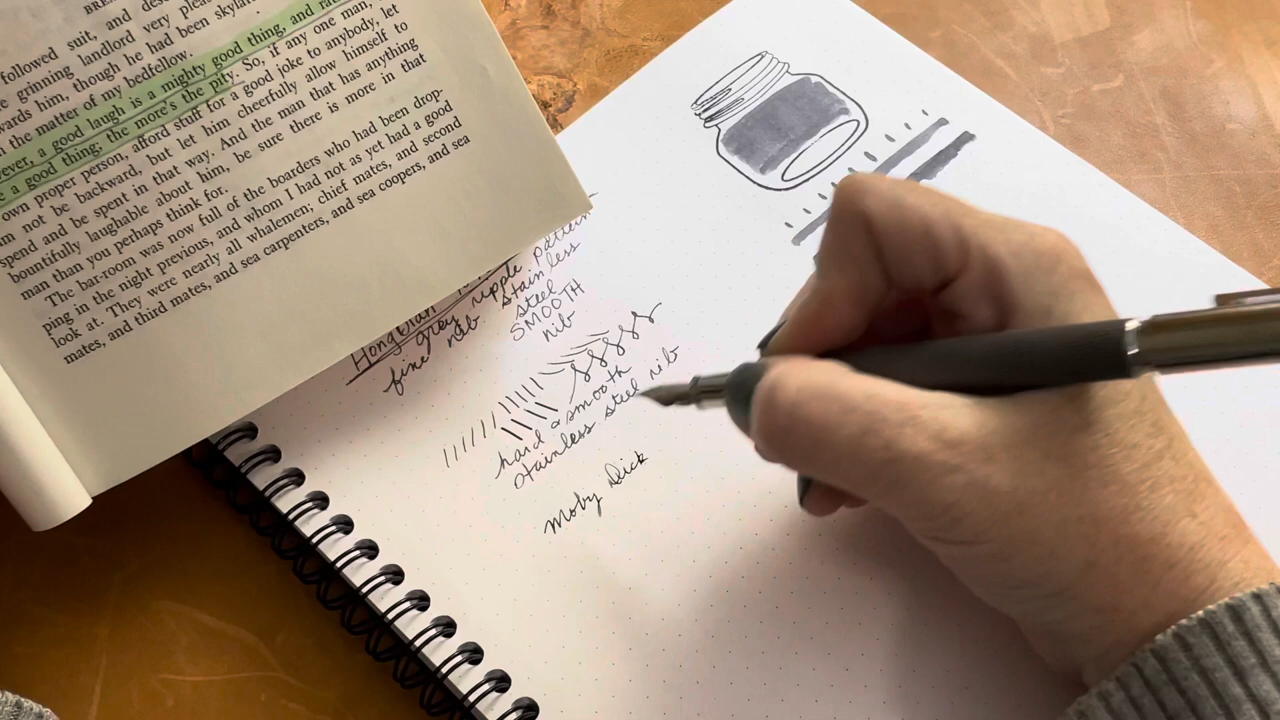 BRE
followed suit, and des
grinning landlord very plea
wards him, though he had been skylar
the matter of my bedfellow.
ever, a good laugh is a mighty good thing, and rat
a good thing; the more's the pity. So, if any one man,
own proper person, afford stuff for a good joke to anybody, let
not be backward, but let him cheerfully allow himself to
spend and be spent in that way. And the man that has anything
bountifully laughable about him, be sure there is more in that
man than you perhaps think for.
The bar-room was now full of the boarders who had been drop-
ping in the night previous, and whom I had not as yet had a good
look at. They were nearly all whalemen; chief mates, and second
mates, and third mates, and sea carpenters, and sea coopers, and sea
HongDian
grey ripple pattern
fine nib. stainless
steel
SMOOTH
nib
hard & smooth
stainless steel nib
Moby Dick